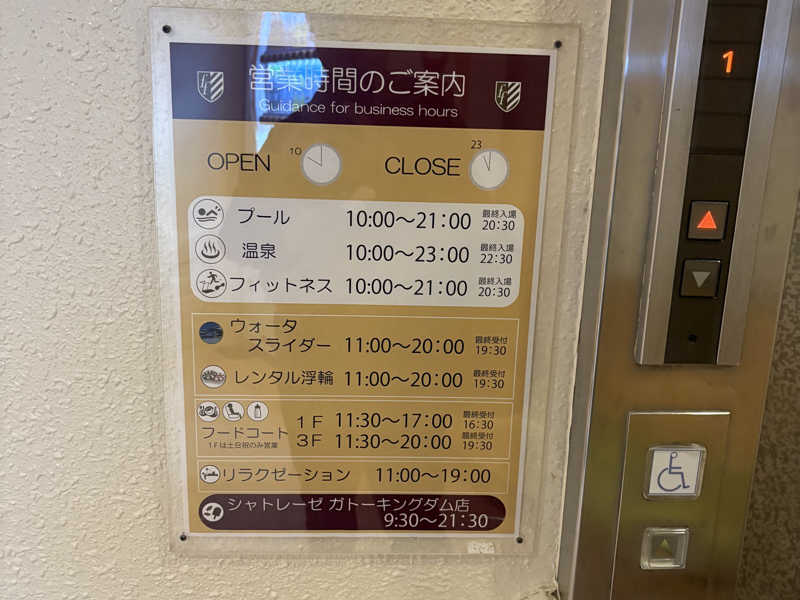 営業時間のご案内
Guidance for business hours
OPEN 10 CLOSE 23
プール 10:00〜21:00 最終入場 20:30
温泉 10:00〜23:00 最終入場 22:30
フィットネス 10:00〜21:00 最終入場 20:30
ウォータ
スライダー 11:00〜20:00 最終受付 19:30
レンタル浮輪 11:00〜20:00 最終受付 19:30
フードコート 1F 11:30〜17:00 最終受付 16:30
1Fは土日祝のみ営業 3F 11:30〜20:00 最終受付 19:30
リラクゼーション 11:00〜19:00
シャトレーゼ ガトーキングダム店
9:30〜21:30
1